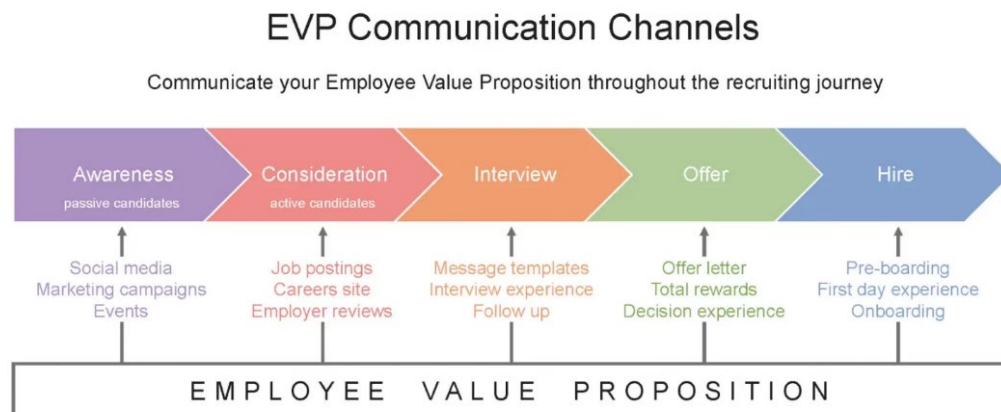 EVP Communication Channels
Communicate your Employee Value Proposition throughout the recruiting journey
Awareness
passive candidates
Consideration
active candidates
Interview
Offer
Hire
Social media
Marketing campaigns
Events
Job postings
Careers site
Employer reviews
Message templates
Interview experience
Follow up
Offer letter
Total rewards
Decision experience
Pre-boarding
First day experience
Onboarding
EMPLOYEE VALUE PROPOSITION